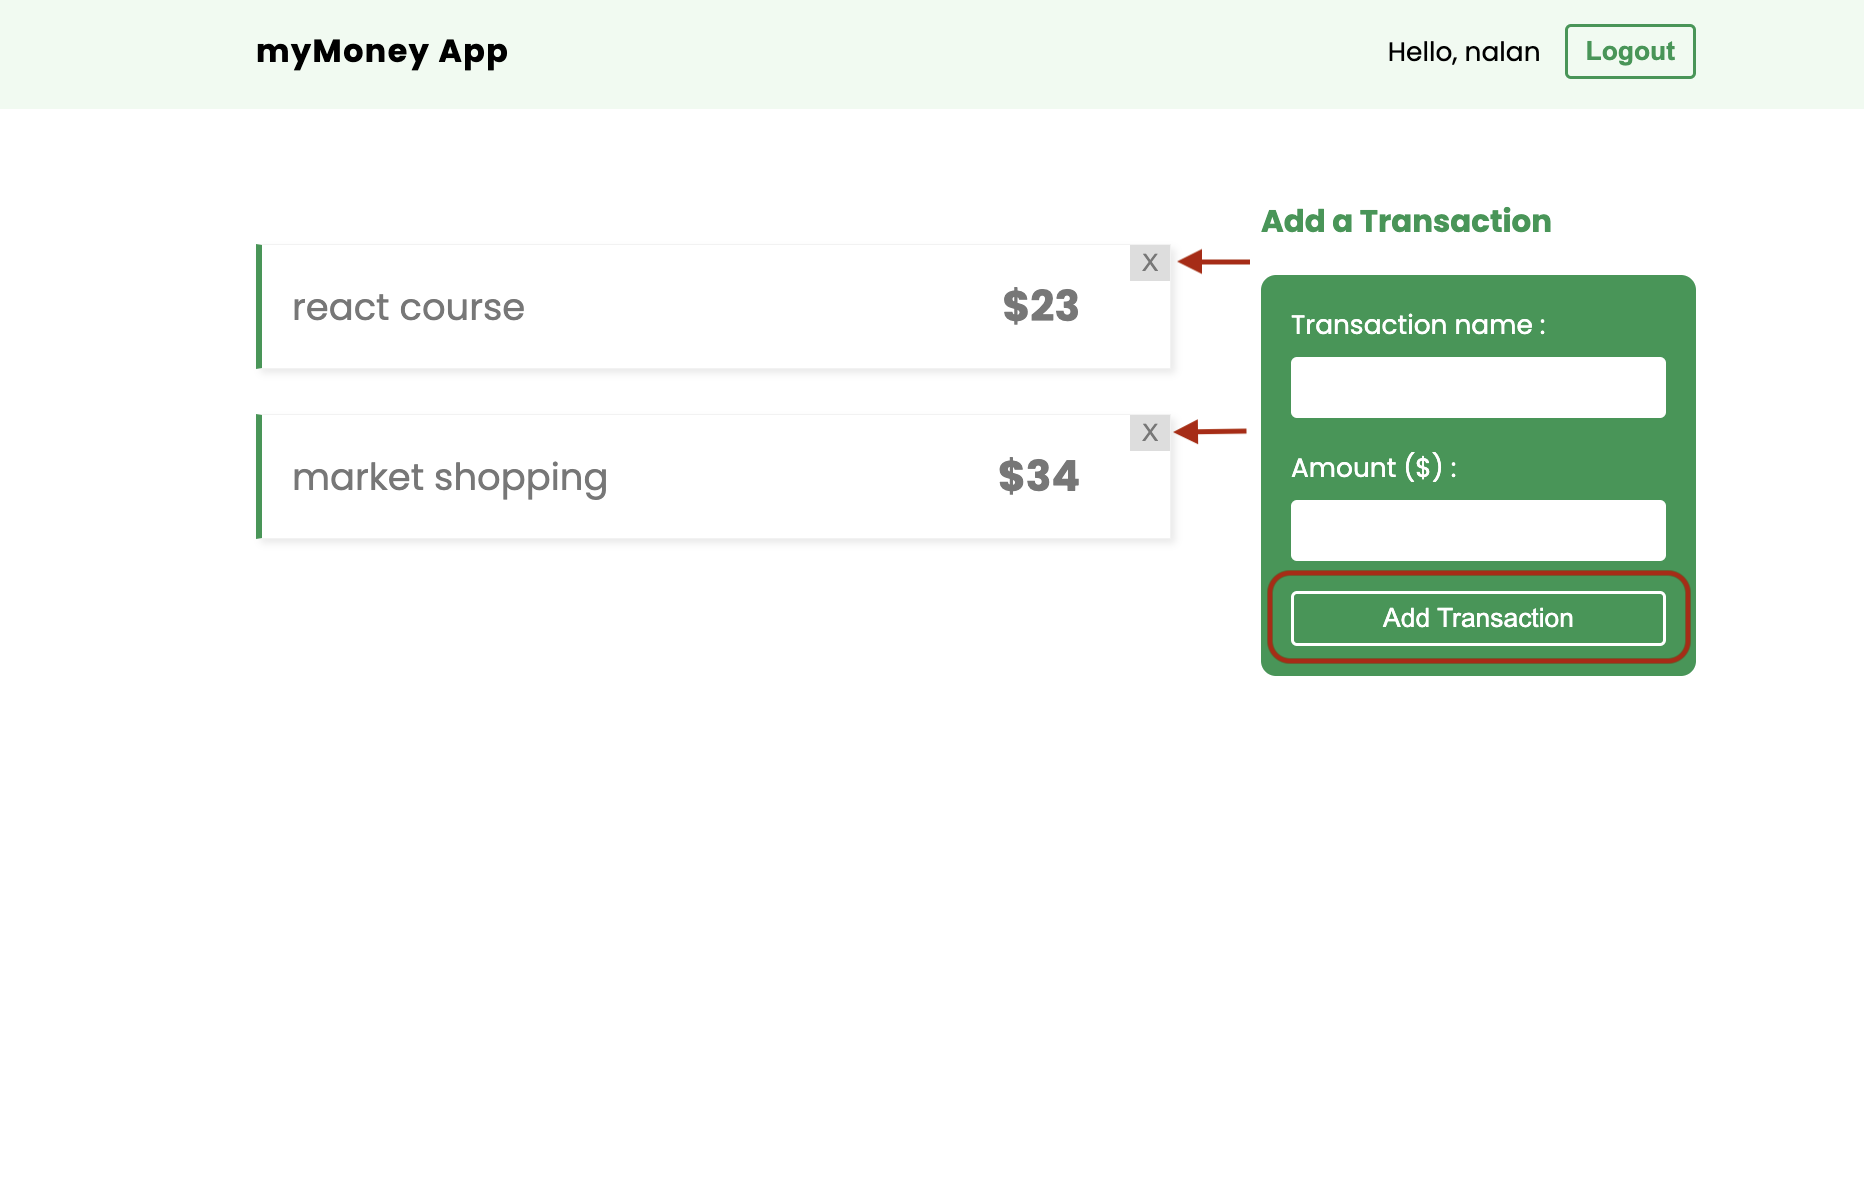 myMoney App
Hello, nalan
Logout
Add a Transaction
X
react course
$23
X
market shopping
$34
Transaction name :
Amount ($) :
Add Transaction